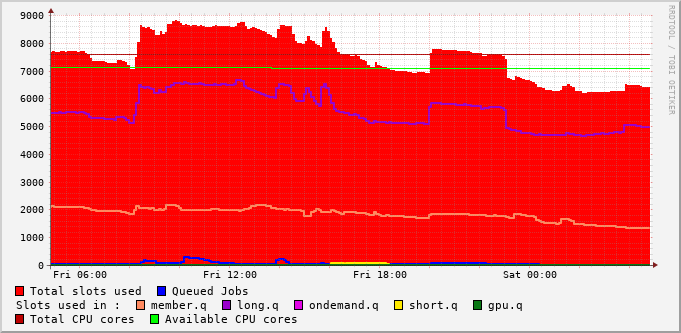 9000
8000
7000
6000
5000
4000
3000
2000
1000
0
Fri 06:00 Fri 12:00 Fri 18:00 Sat 00:00
RRDTOOL / TOBI OETIKER
Total slots used Queued Jobs
Slots used in : member.q long.q ondemand.q short.q gpu.q
Total CPU cores Available CPU cores